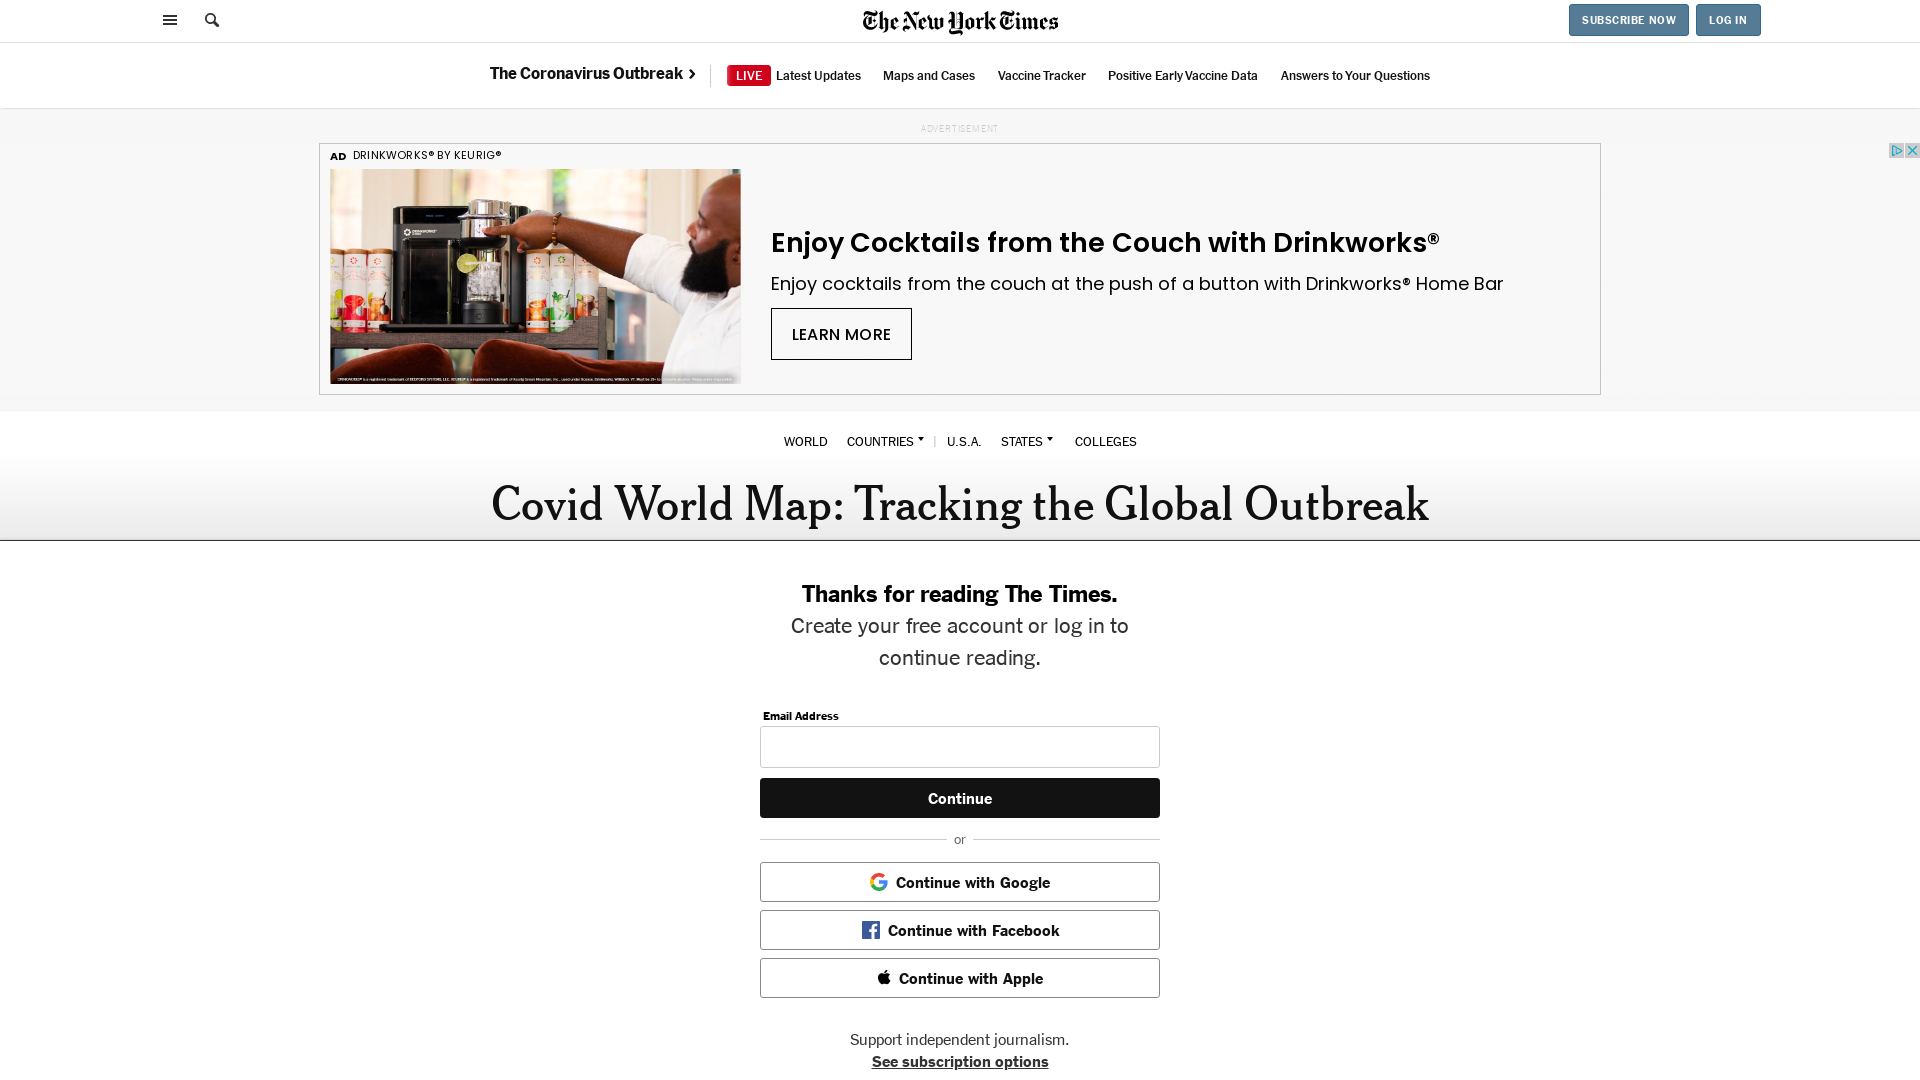 The New York Times
SUBSCRIBE NOW
LOG IN
The Coronavirus Outbreak
LIVE Latest Updates
Maps and Cases
Vaccine Tracker
Positive Early Vaccine Data
Answers to Your Questions
ADVERTISEMENT
AD DRINKWORKS® BY KEURIG®
Enjoy Cocktails from the Couch with Drinkworks®
Enjoy cocktails from the couch at the push of a button with Drinkworks® Home Bar
LEARN MORE
WORLD COUNTRIES | U.S.A. STATES COLLEGES
Covid World Map: Tracking the Global Outbreak
Thanks for reading The Times.
Create your free account or log in to
continue reading.
Email Address
Continue
or
Continue with Google
Continue with Facebook
Continue with Apple
Support independent journalism.
See subscription options